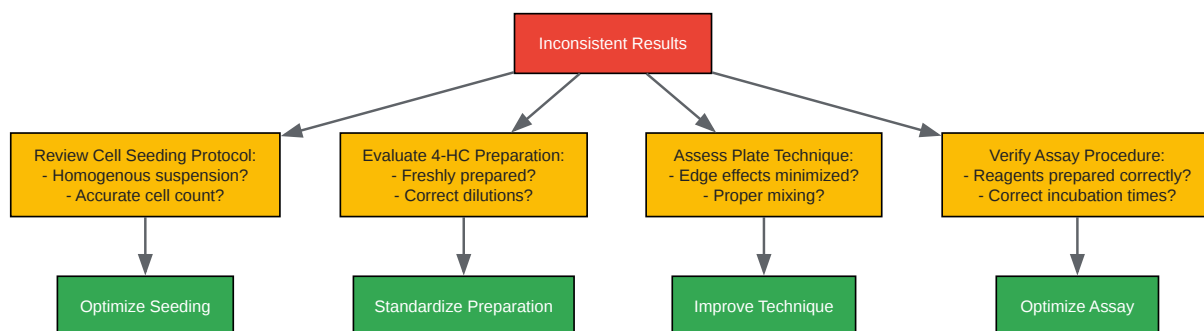 Inconsistent Results
Review Cell Seeding Protocol:
- Homogenous suspension?
- Accurate cell count?
Evaluate 4-HC Preparation:
- Freshly prepared?
- Correct dilutions?
Assess Plate Technique:
- Edge effects minimized?
- Proper mixing?
Verify Assay Procedure:
- Reagents prepared correctly?
- Correct incubation times?
Optimize Seeding
Standardize Preparation
Improve Technique
Optimize Assay